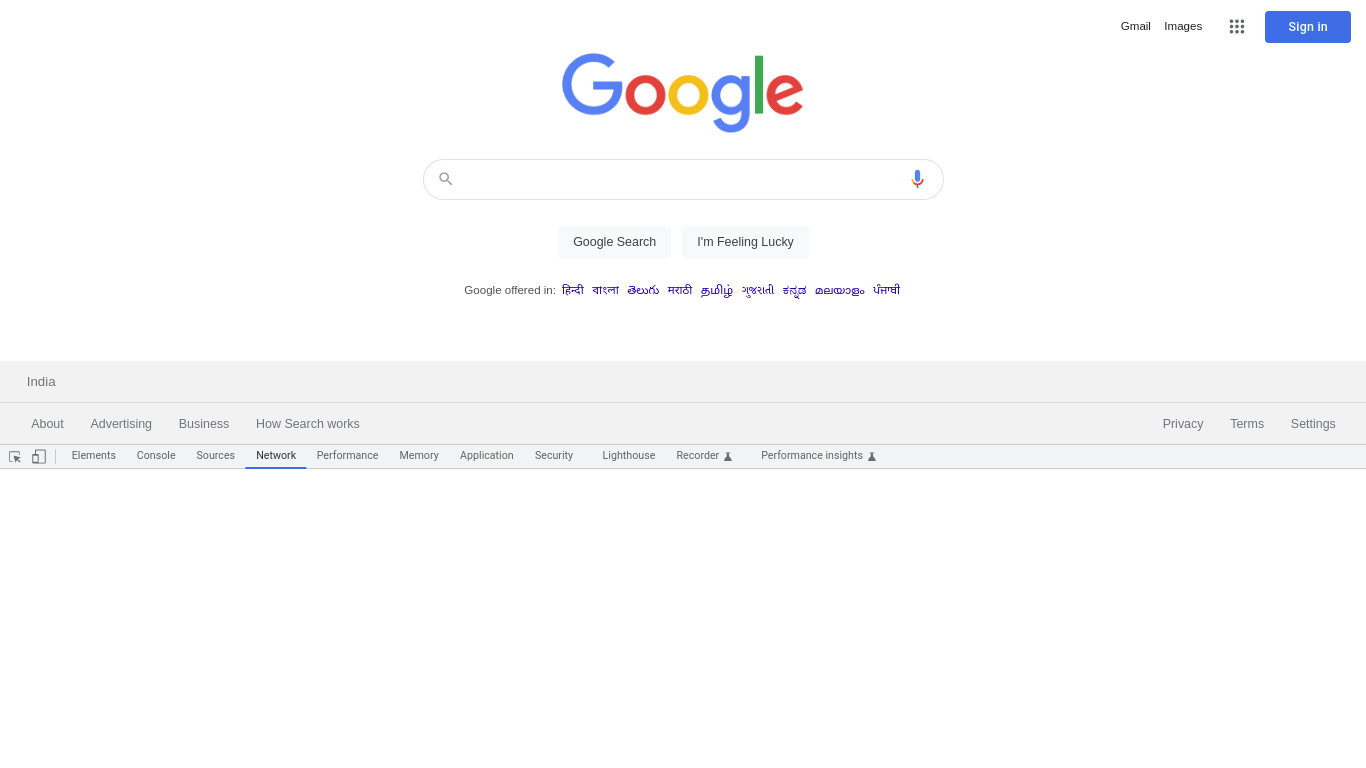 Gmail Images Sign in
Google
Google Search I'm Feeling Lucky
Google offered in: हिन्दी বাংলা తెలుగు मराठी தமிழ் ગુજરાતી ಕನ್ನಡ മലയാളം ਪੰਜਾਬੀ
India
About Advertising Business How Search works Privacy Terms Settings
Elements Console Sources Network Performance Memory Application Security Lighthouse Recorder Performance insights